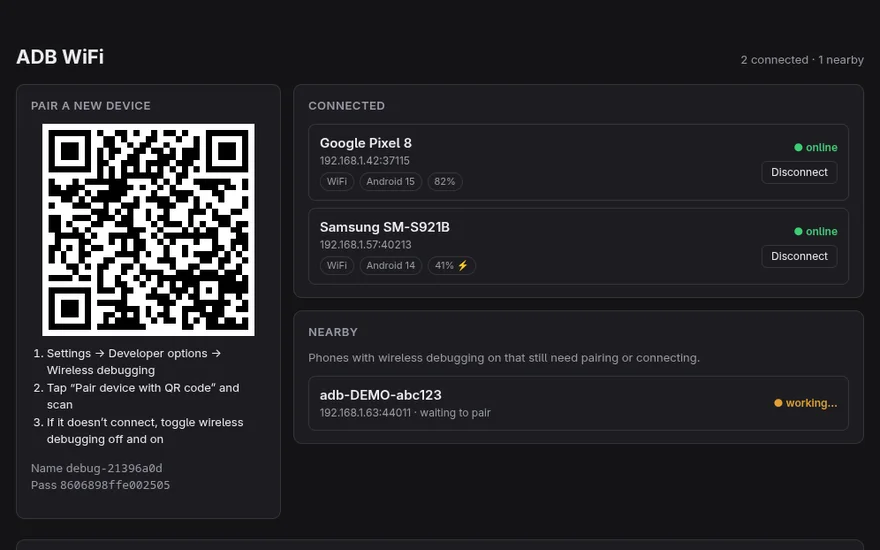 ADB WiFi
2 connected · 1 nearby
PAIR A NEW DEVICE
1. Settings → Developer options →
Wireless debugging
2. Tap “Pair device with QR code” and
scan
3. If it doesn’t connect, toggle wireless
debugging off and on
Name debug-21396a0d
Pass 8606898ffe002505
CONNECTED
Google Pixel 8
192.168.1.42:37115
WiFi
Android 15
82%
online
Disconnect
Samsung SM-S921B
192.168.1.57:40213
WiFi
Android 14
41% ⚡
online
Disconnect
NEARBY
Phones with wireless debugging on that still need pairing or connecting.
adb-DEMO-abc123
192.168.1.63:44011 · waiting to pair
working…